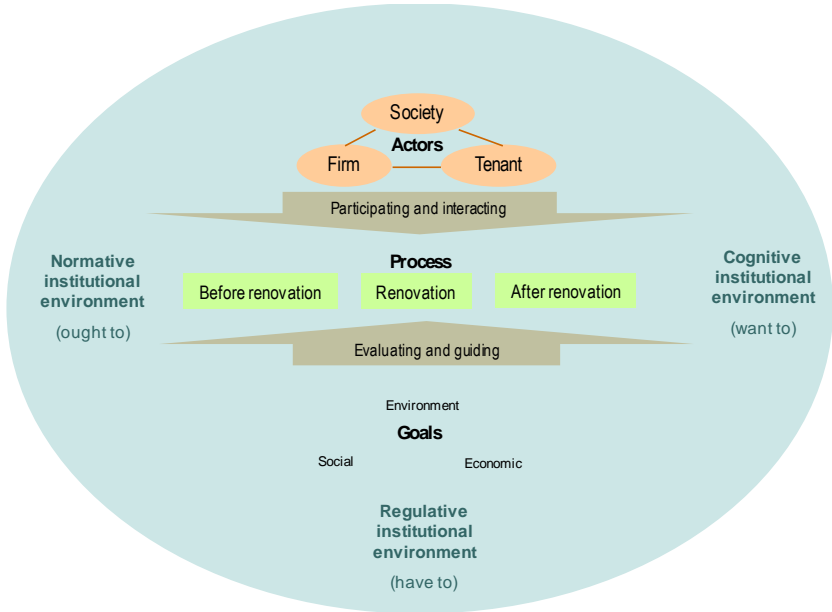 Society
Actors
Firm
Tenant
Participating and interacting
Normative
institutional
environment
(ought to)
Process
Before renovation
Renovation
After renovation
Cognitive
institutional
environment
(want to)
Evaluating and guiding
Environment
Goals
Social
Economic
Regulative
institutional
environment
(have to)